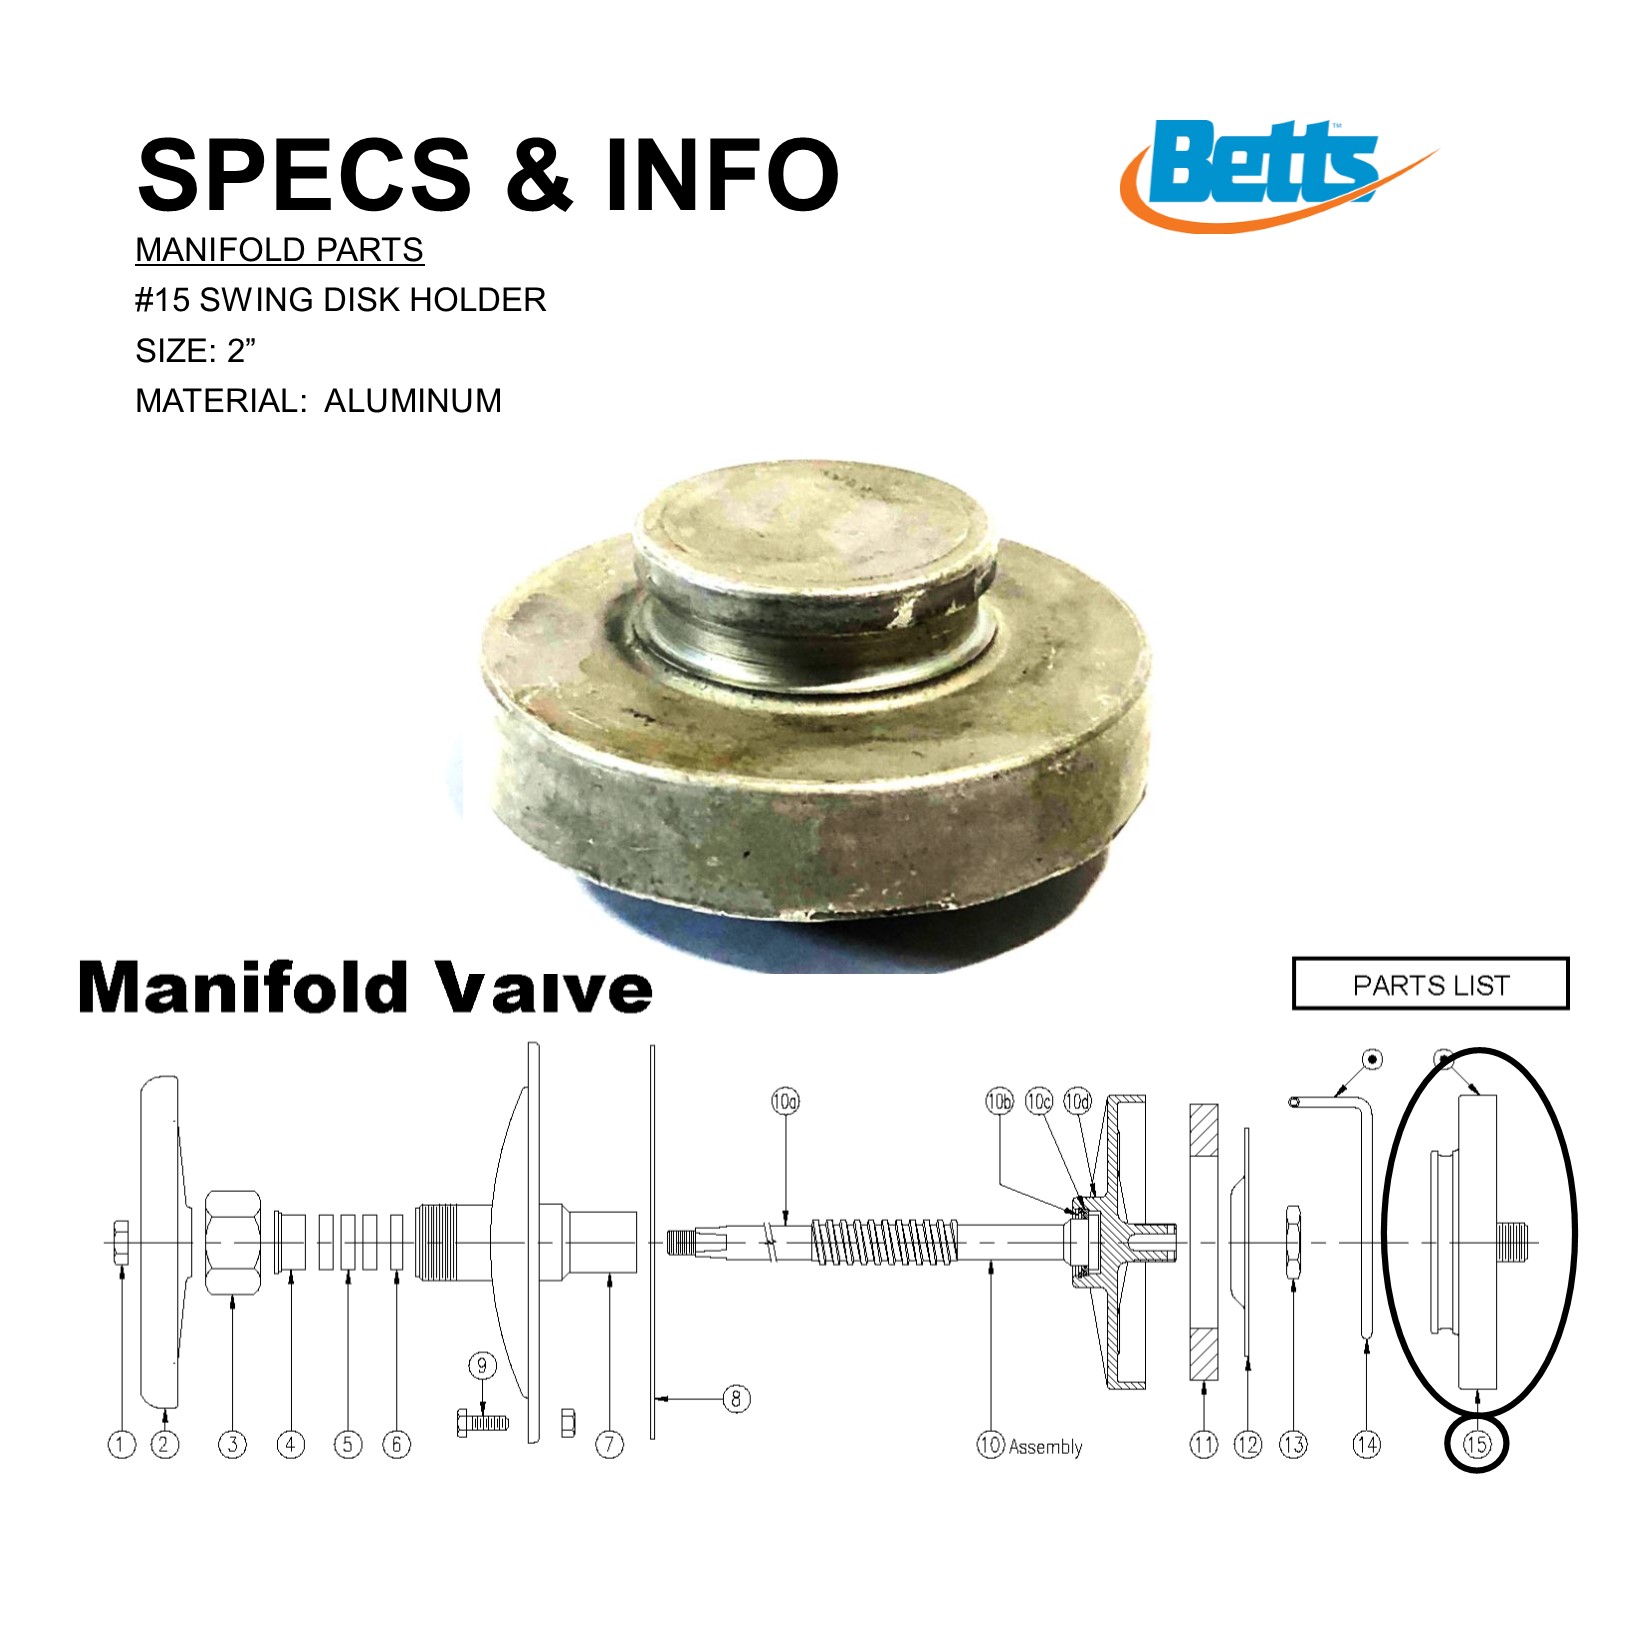 SPECS & INFO
Betts™
MANIFOLD PARTS
#15 SWING DISK HOLDER
SIZE: 2”
MATERIAL: ALUMINUM
Manifold Valve
PARTS LIST
10a
10b
10c
10d
9
8
1
2
3
4
5
6
7
10 Assembly
11
12
13
14
15